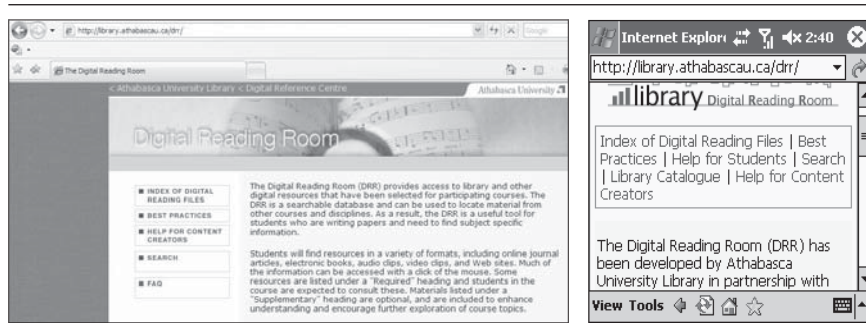 http://library.athabascau.ca/drr/
Google
The Digital Reading Room
< Athabasca University Library < Digital Reference Centre
Athabasca University
Digital Reading Room
INDEX OF DIGITAL
READING FILES
BEST PRACTICES
HELP FOR CONTENT
CREATORS
SEARCH
FAQ
The Digital Reading Room (DRR) provides access to library and other
digital resources that have been selected for participating courses. The
DRR is a searchable database and can be used to locate material from
other courses and disciplines. As a result, the DRR is a useful tool for
students who are writing papers and need to find subject specific
information.
Students will find resources in a variety of formats, including online journal
articles, electronic books, audio clips, video clips, and Web sites. Much of
the information can be accessed with a click of the mouse. Some
resources are listed under a "Required" heading and students in the
course are expected to consult these. Materials listed under a
"Supplementary" heading are optional, and are included to enhance
understanding and encourage further exploration of course topics.
Internet Explor 2:40
http://library.athabascau.ca/drr/
library Digital Reading Room
Index of Digital Reading Files | Best
Practices | Help for Students | Search
| Library Catalogue | Help for Content
Creators
The Digital Reading Room (DRR) has
been developed by Athabasca
University Library in partnership with
View Tools